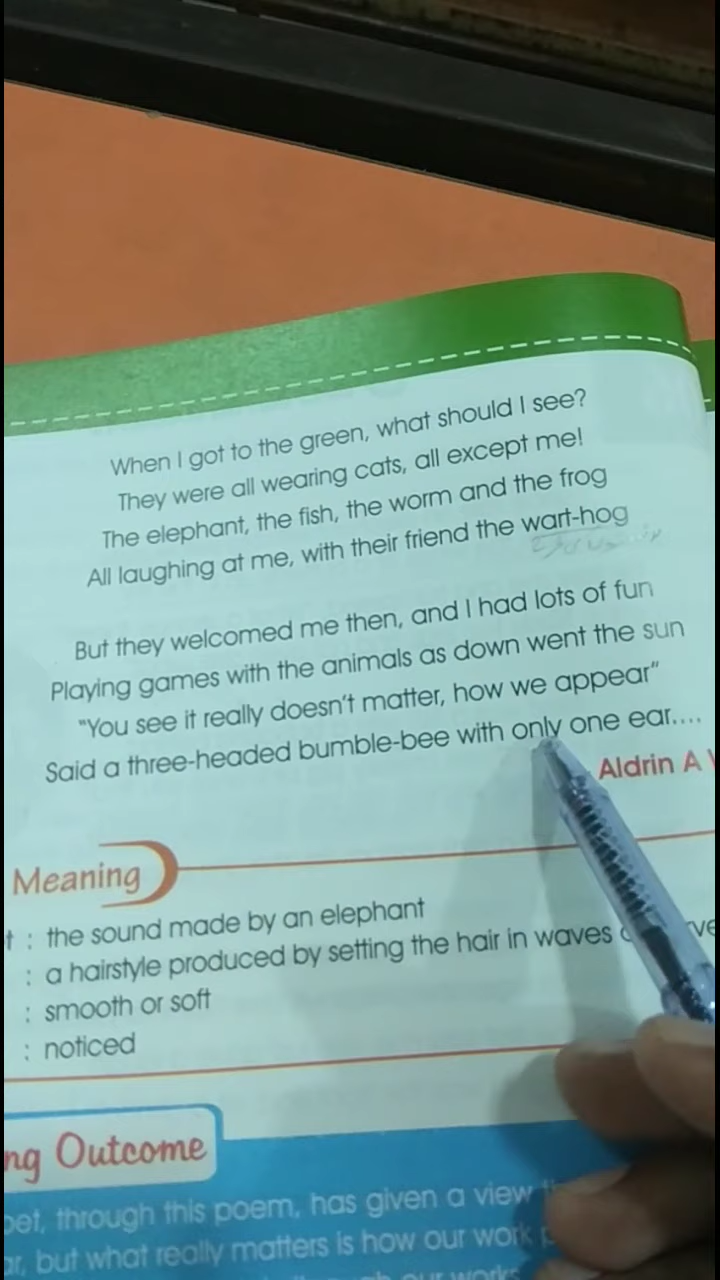 When I got to the green, what should I see?
They were all wearing cats, all except me!
The elephant, the fish, the worm and the frog
All laughing at me, with their friend the wart-hog
But they welcomed me then, and I had lots of fun
Playing games with the animals as down went the sun
"You see it really doesn't matter, how we appear"
Said a three-headed bumble-bee with only one ear....
Aldrin A
Meaning
t : the sound made by an elephant
: a hairstyle produced by setting the hair in waves
: smooth or soft
: noticed
ng Outcome
oet, through this poem, has given a view
ar, but what really matters is how our work
our works